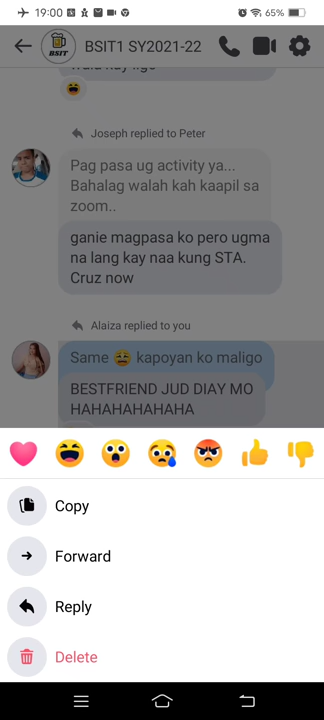 19:00
65%
BSIT
BSIT1 SY2021-22
Joseph replied to Peter
Pag pasa ug activity ya...
Bahalag walah kah kaapil sa
zoom..
ganie magpasa ko pero ugma
na lang kay naa kung STA.
Cruz now
Alaiza replied to you
Same 😩 kapoyan ko maligo
BESTFRIEND JUD DIAY MO
HAHAHAHAHAHA
Copy
Forward
Reply
Delete